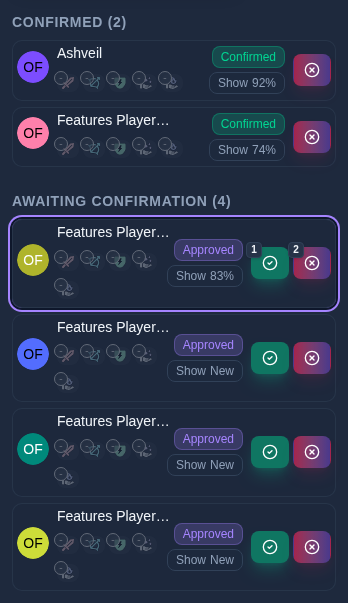 CONFIRMED (2)
OF
Ashveil
Confirmed
Show 92%
OF
Features Player…
Confirmed
Show 74%
AWAITING CONFIRMATION (4)
OF
Features Player…
Approved
Show 83%
1
2
OF
Features Player…
Approved
Show New
OF
Features Player…
Approved
Show New
OF
Features Player…
Approved
Show New